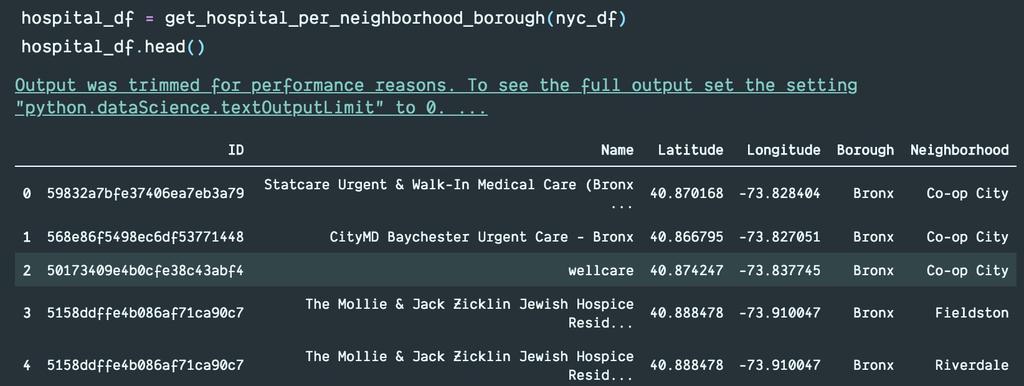 hospital_df = get_hospital_per_neighborhood_borough(nyc_df)
hospital_df.head()
Output was trimmed for performance reasons. To see the full output set the setting
"python.dataScience.textOutputLimit" to 0. ...
ID Name Latitude Longitude Borough Neighborhood
0 59832a7bfe37406ea7eb3a79 Statcare Urgent & Walk-In Medical Care (Bronx ... 40.870168 -73.828404 Bronx Co-op City
1 568e86f5498ec6df53771448 CityMD Baychester Urgent Care - Bronx 40.866795 -73.827051 Bronx Co-op City
2 50173409e4b0cfe38c43abf4 wellcare 40.874247 -73.837745 Bronx Co-op City
3 5158ddffe4b086af71ca90c7 The Mollie & Jack Zicklin Jewish Hospice Resid... 40.888478 -73.910047 Bronx Fieldston
4 5158ddffe4b086af71ca90c7 The Mollie & Jack Zicklin Jewish Hospice Resid... 40.888478 -73.910047 Bronx Riverdale